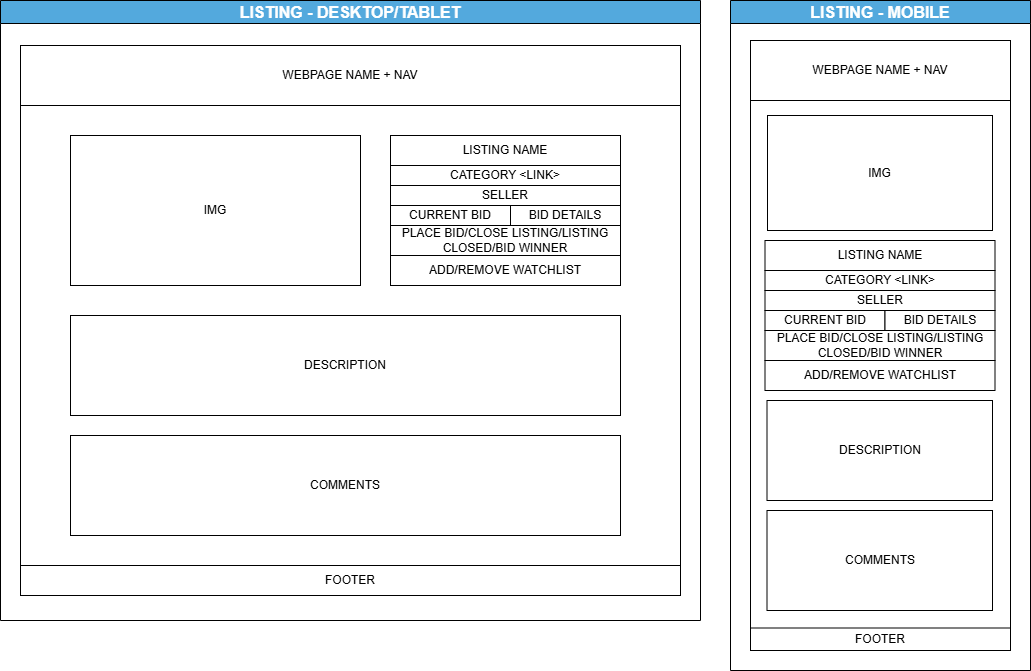 LISTING - DESKTOP/TABLET
WEBPAGE NAME + NAV
IMG
LISTING NAME
CATEGORY <LINK>
SELLER
CURRENT BID
BID DETAILS
PLACE BID/CLOSE LISTING/LISTING
CLOSED/BID WINNER
ADD/REMOVE WATCHLIST
DESCRIPTION
COMMENTS
FOOTER
LISTING - MOBILE
WEBPAGE NAME + NAV
IMG
LISTING NAME
CATEGORY <LINK>
SELLER
CURRENT BID
BID DETAILS
PLACE BID/CLOSE LISTING/LISTING
CLOSED/BID WINNER
ADD/REMOVE WATCHLIST
DESCRIPTION
COMMENTS
FOOTER